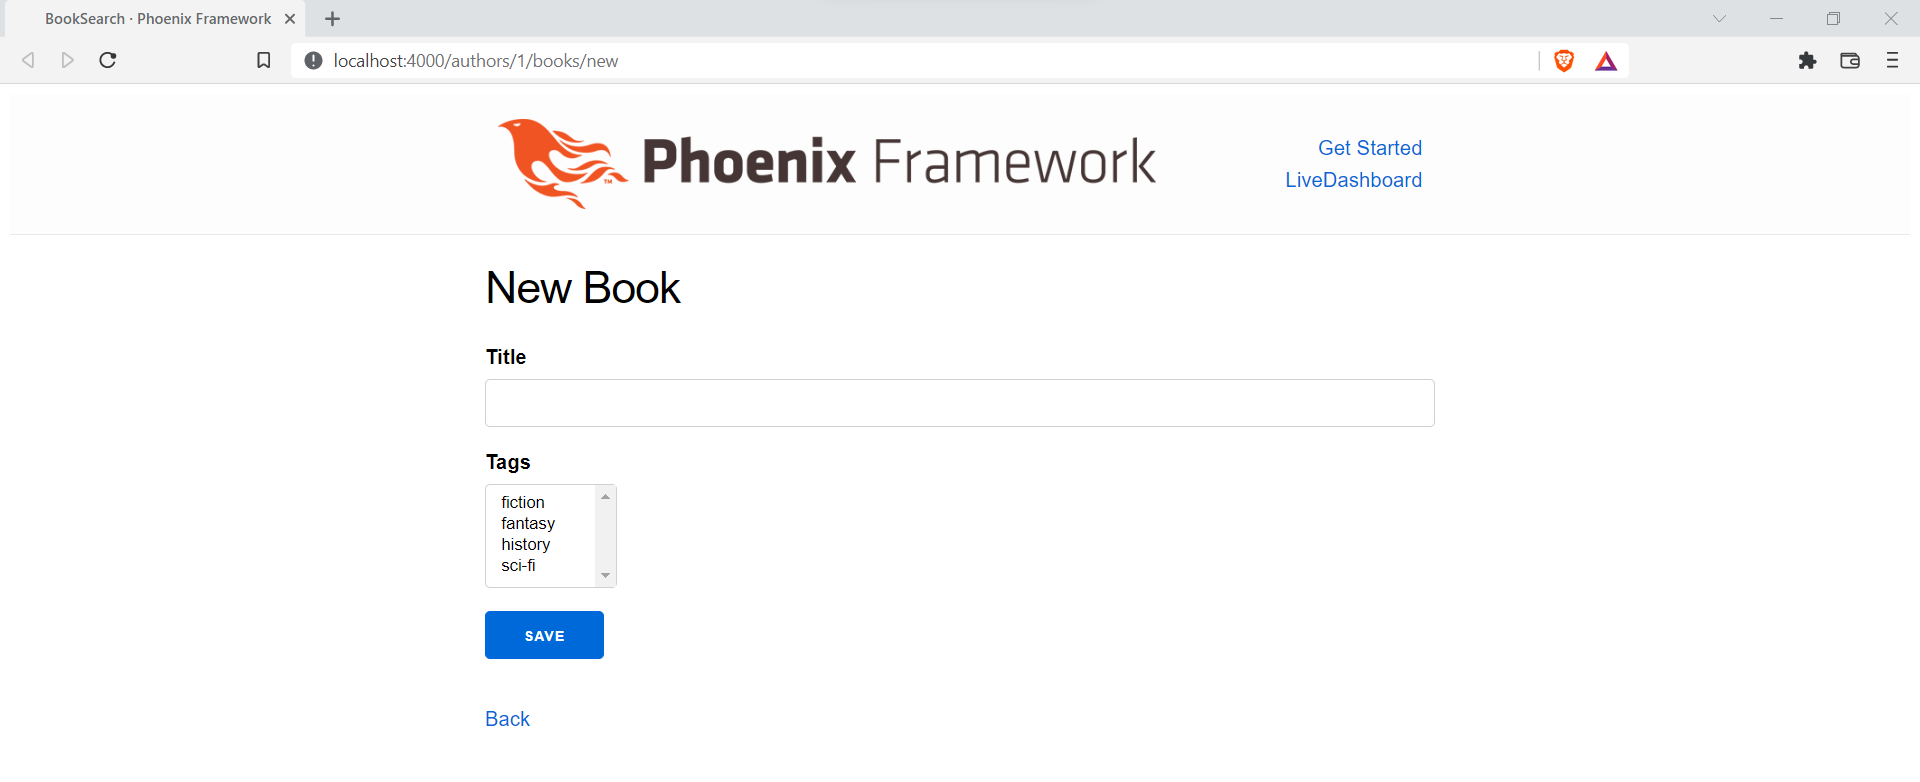 BookSearch · Phoenix Framework
localhost:4000/authors/1/books/new
Phoenix Framework
TM
Get Started
LiveDashboard
New Book
Title
Tags
fiction
fantasy
history
sci-fi
SAVE
Back